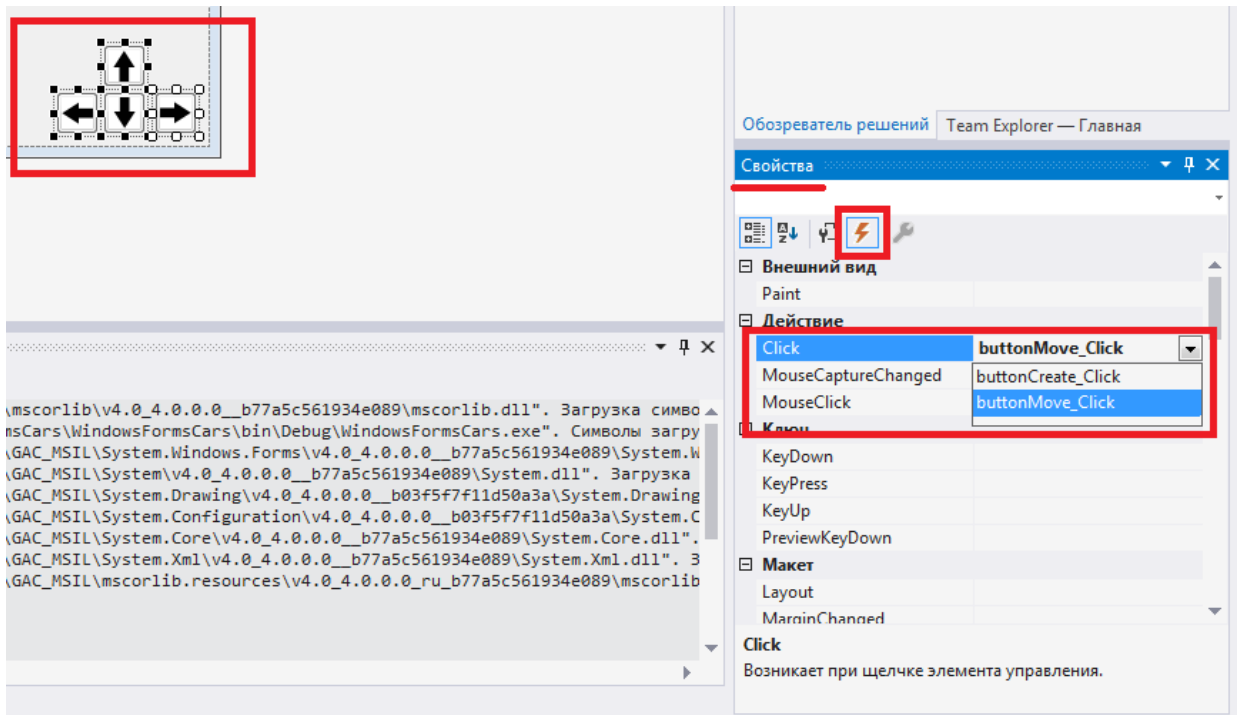 Обозреватель решений Team Explorer — Главная
Свойства
Внешний вид
Paint
Действие
Click buttonMove_Click
MouseCaptureChanged buttonCreate_Click
MouseClick buttonMove_Click
Ключ
KeyDown
KeyPress
KeyUp
PreviewKeyDown
Макет
Layout
MarginChanged
Click
Возникает при щелчке элемента управления.
\mscorlib\v4.0_4.0.0.0__b77a5c561934e089\mscorlib.dll". Загрузка симво
msCars\WindowsFormsCars\bin\Debug\WindowsFormsCars.exe". Символы загру
\GAC_MSIL\System.Windows.Forms\v4.0_4.0.0.0__b77a5c561934e089\System.W
\GAC_MSIL\System\v4.0_4.0.0.0__b77a5c561934e089\System.dll". Загрузка
\GAC_MSIL\System.Drawing\v4.0_4.0.0.0__b03f5f7f11d50a3a\System.Drawing
\GAC_MSIL\System.Configuration\v4.0_4.0.0.0__b03f5f7f11d50a3a\System.C
\GAC_MSIL\System.Core\v4.0_4.0.0.0__b77a5c561934e089\System.Core.dll".
\GAC_MSIL\System.Xml\v4.0_4.0.0.0__b77a5c561934e089\System.Xml.dll". З
\GAC_MSIL\mscorlib.resources\v4.0_4.0.0.0_ru_b77a5c561934e089\mscorlib